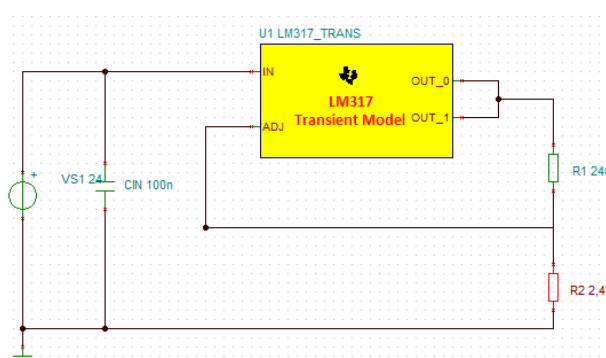 U1 LM317_TRANS
IN
OUT_0
LM317
Transient Model
OUT_1
ADJ
+
VS1 24
CIN 100n
R1 240
R2 2,4